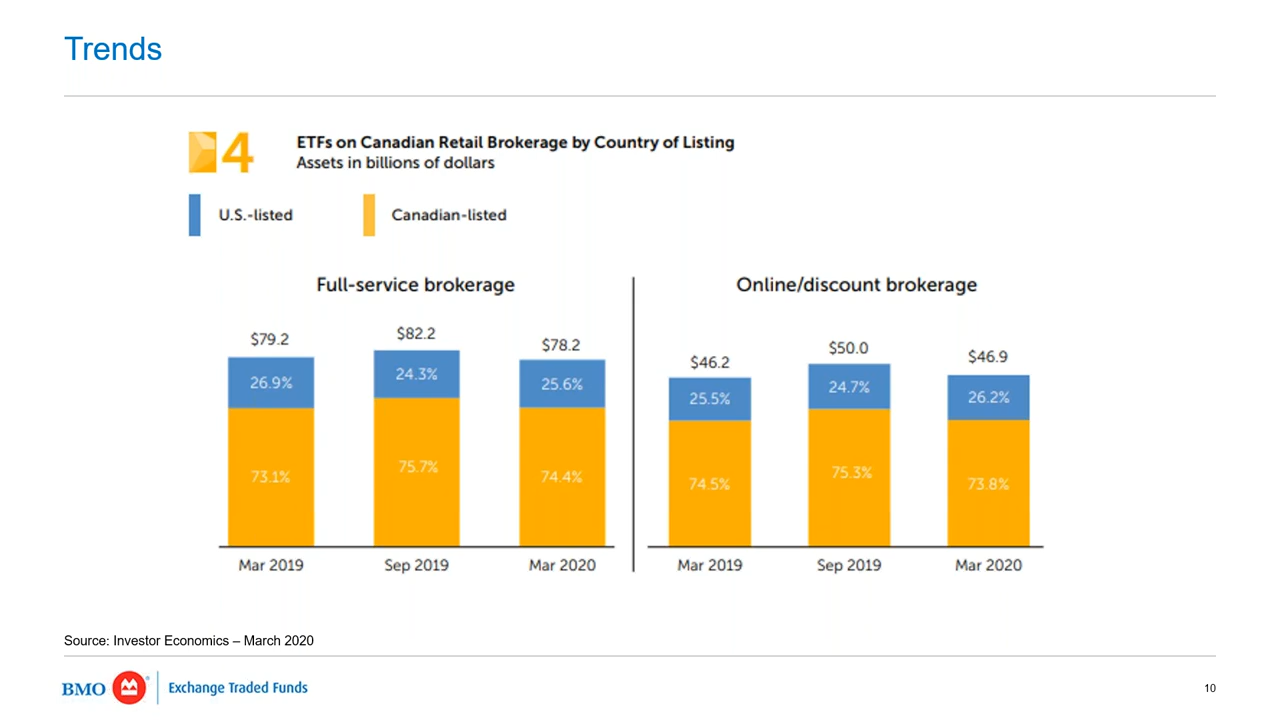 Trends
4
ETFs on Canadian Retail Brokerage by Country of Listing
Assets in billions of dollars
U.S.-listed
Canadian-listed
Full-service brokerage
$79.2
$82.2
$78.2
26.9%
24.3%
25.6%
73.1%
75.7%
74.4%
Mar 2019
Sep 2019
Mar 2020
Online/discount brokerage
$46.2
$50.0
$46.9
25.5%
24.7%
26.2%
74.5%
75.3%
73.8%
Mar 2019
Sep 2019
Mar 2020
Source: Investor Economics – March 2020
BMO Exchange Traded Funds
10